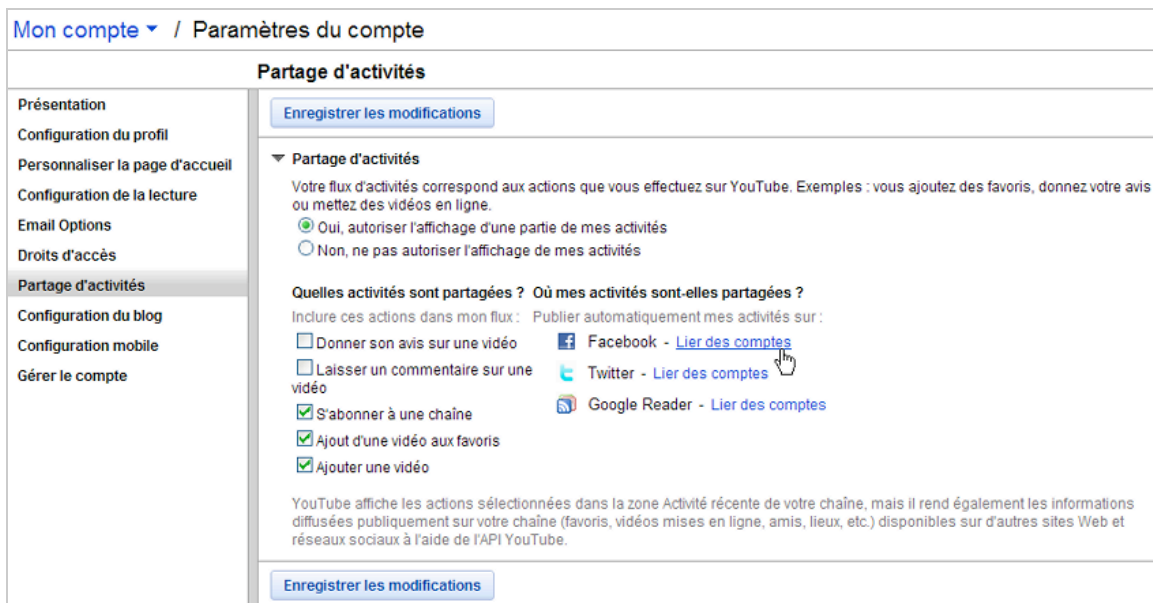 Mon compte / Paramètres du compte
Partage d'activités
Présentation
Configuration du profil
Personnaliser la page d'accueil
Configuration de la lecture
Email Options
Droits d'accès
Partage d'activités
Configuration du blog
Configuration mobile
Gérer le compte
Enregistrer les modifications
Partage d'activités
Votre flux d'activités correspond aux actions que vous effectuez sur YouTube. Exemples : vous ajoutez des favoris, donnez votre avis
ou mettez des vidéos en ligne.
Oui, autoriser l'affichage d'une partie de mes activités
Non, ne pas autoriser l'affichage de mes activités
Quelles activités sont partagées ?
Inclure ces actions dans mon flux :
Donner son avis sur une vidéo
Laisser un commentaire sur une
vidéo
S'abonner à une chaîne
Ajout d'une vidéo aux favoris
Ajouter une vidéo
Où mes activités sont-elles partagées ?
Publier automatiquement mes activités sur :
Facebook - Lier des comptes
Twitter - Lier des comptes
Google Reader - Lier des comptes
YouTube affiche les actions sélectionnées dans la zone Activité récente de votre chaîne, mais il rend également les informations
diffusées publiquement sur votre chaîne (favoris, vidéos mises en ligne, amis, lieux, etc.) disponibles sur d'autres sites Web et
réseaux sociaux à l'aide de l'API YouTube.
Enregistrer les modifications